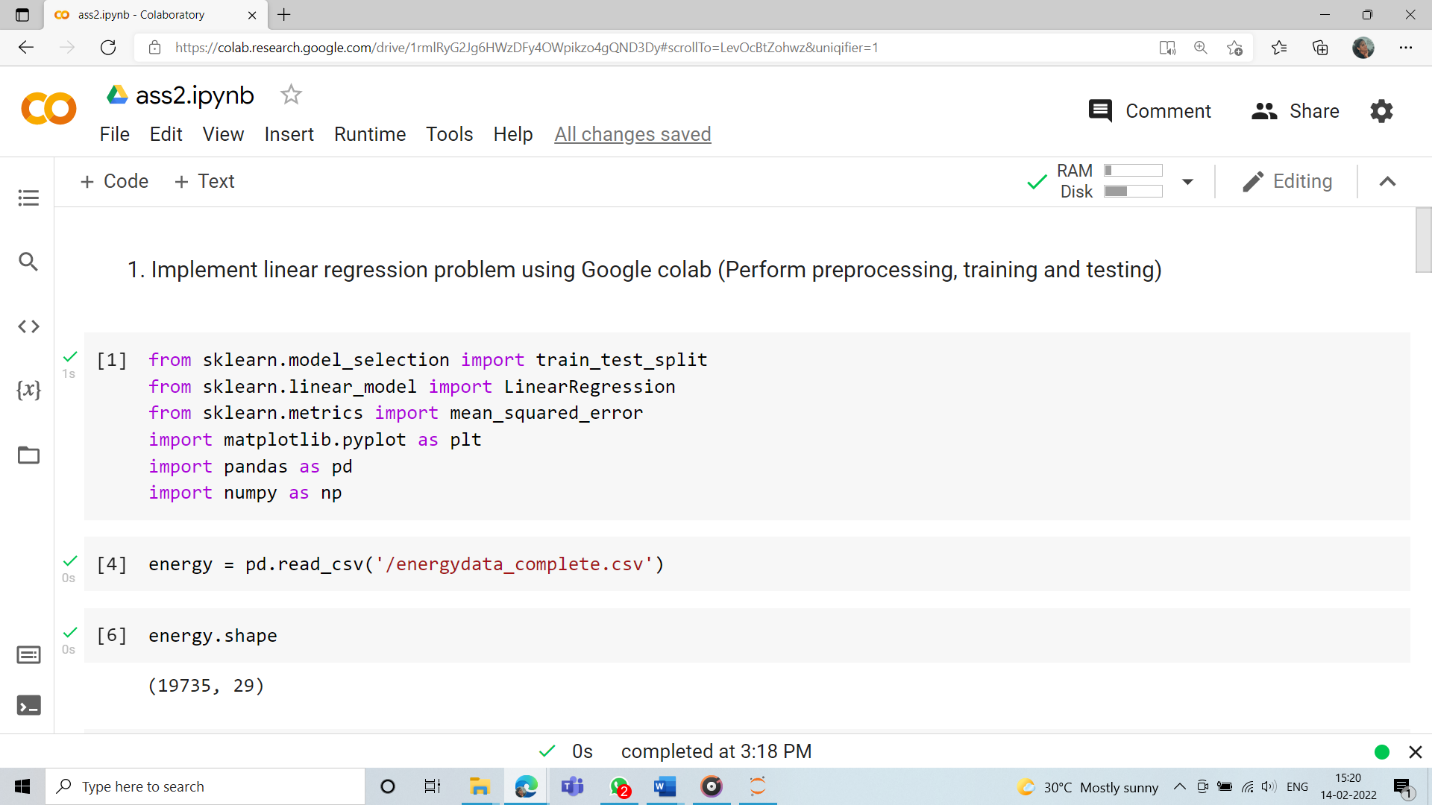 ass2.ipynb - Colaboratory
https://colab.research.google.com/drive/1rmIRyG2Jg6HWzDFy4OWpikzo4gQND3Dy#scrollTo=LevOcBtZohwz&uniqifier=1
ass2.ipynb
Comment
Share
File Edit View Insert Runtime Tools Help All changes saved
+ Code + Text
RAM
Disk
Editing
1. Implement linear regression problem using Google colab (Perform preprocessing, training and testing)
[1] from sklearn.model_selection import train_test_split
1s
from sklearn.linear_model import LinearRegression
from sklearn.metrics import mean_squared_error
import matplotlib.pyplot as plt
import pandas as pd
import numpy as np
[4] energy = pd.read_csv('/energydata_complete.csv')
0s
[6] energy.shape
0s
(19735, 29)
0s completed at 3:18 PM
Type here to search
2
30°C Mostly sunny
ENG
15:20
14-02-2022
1